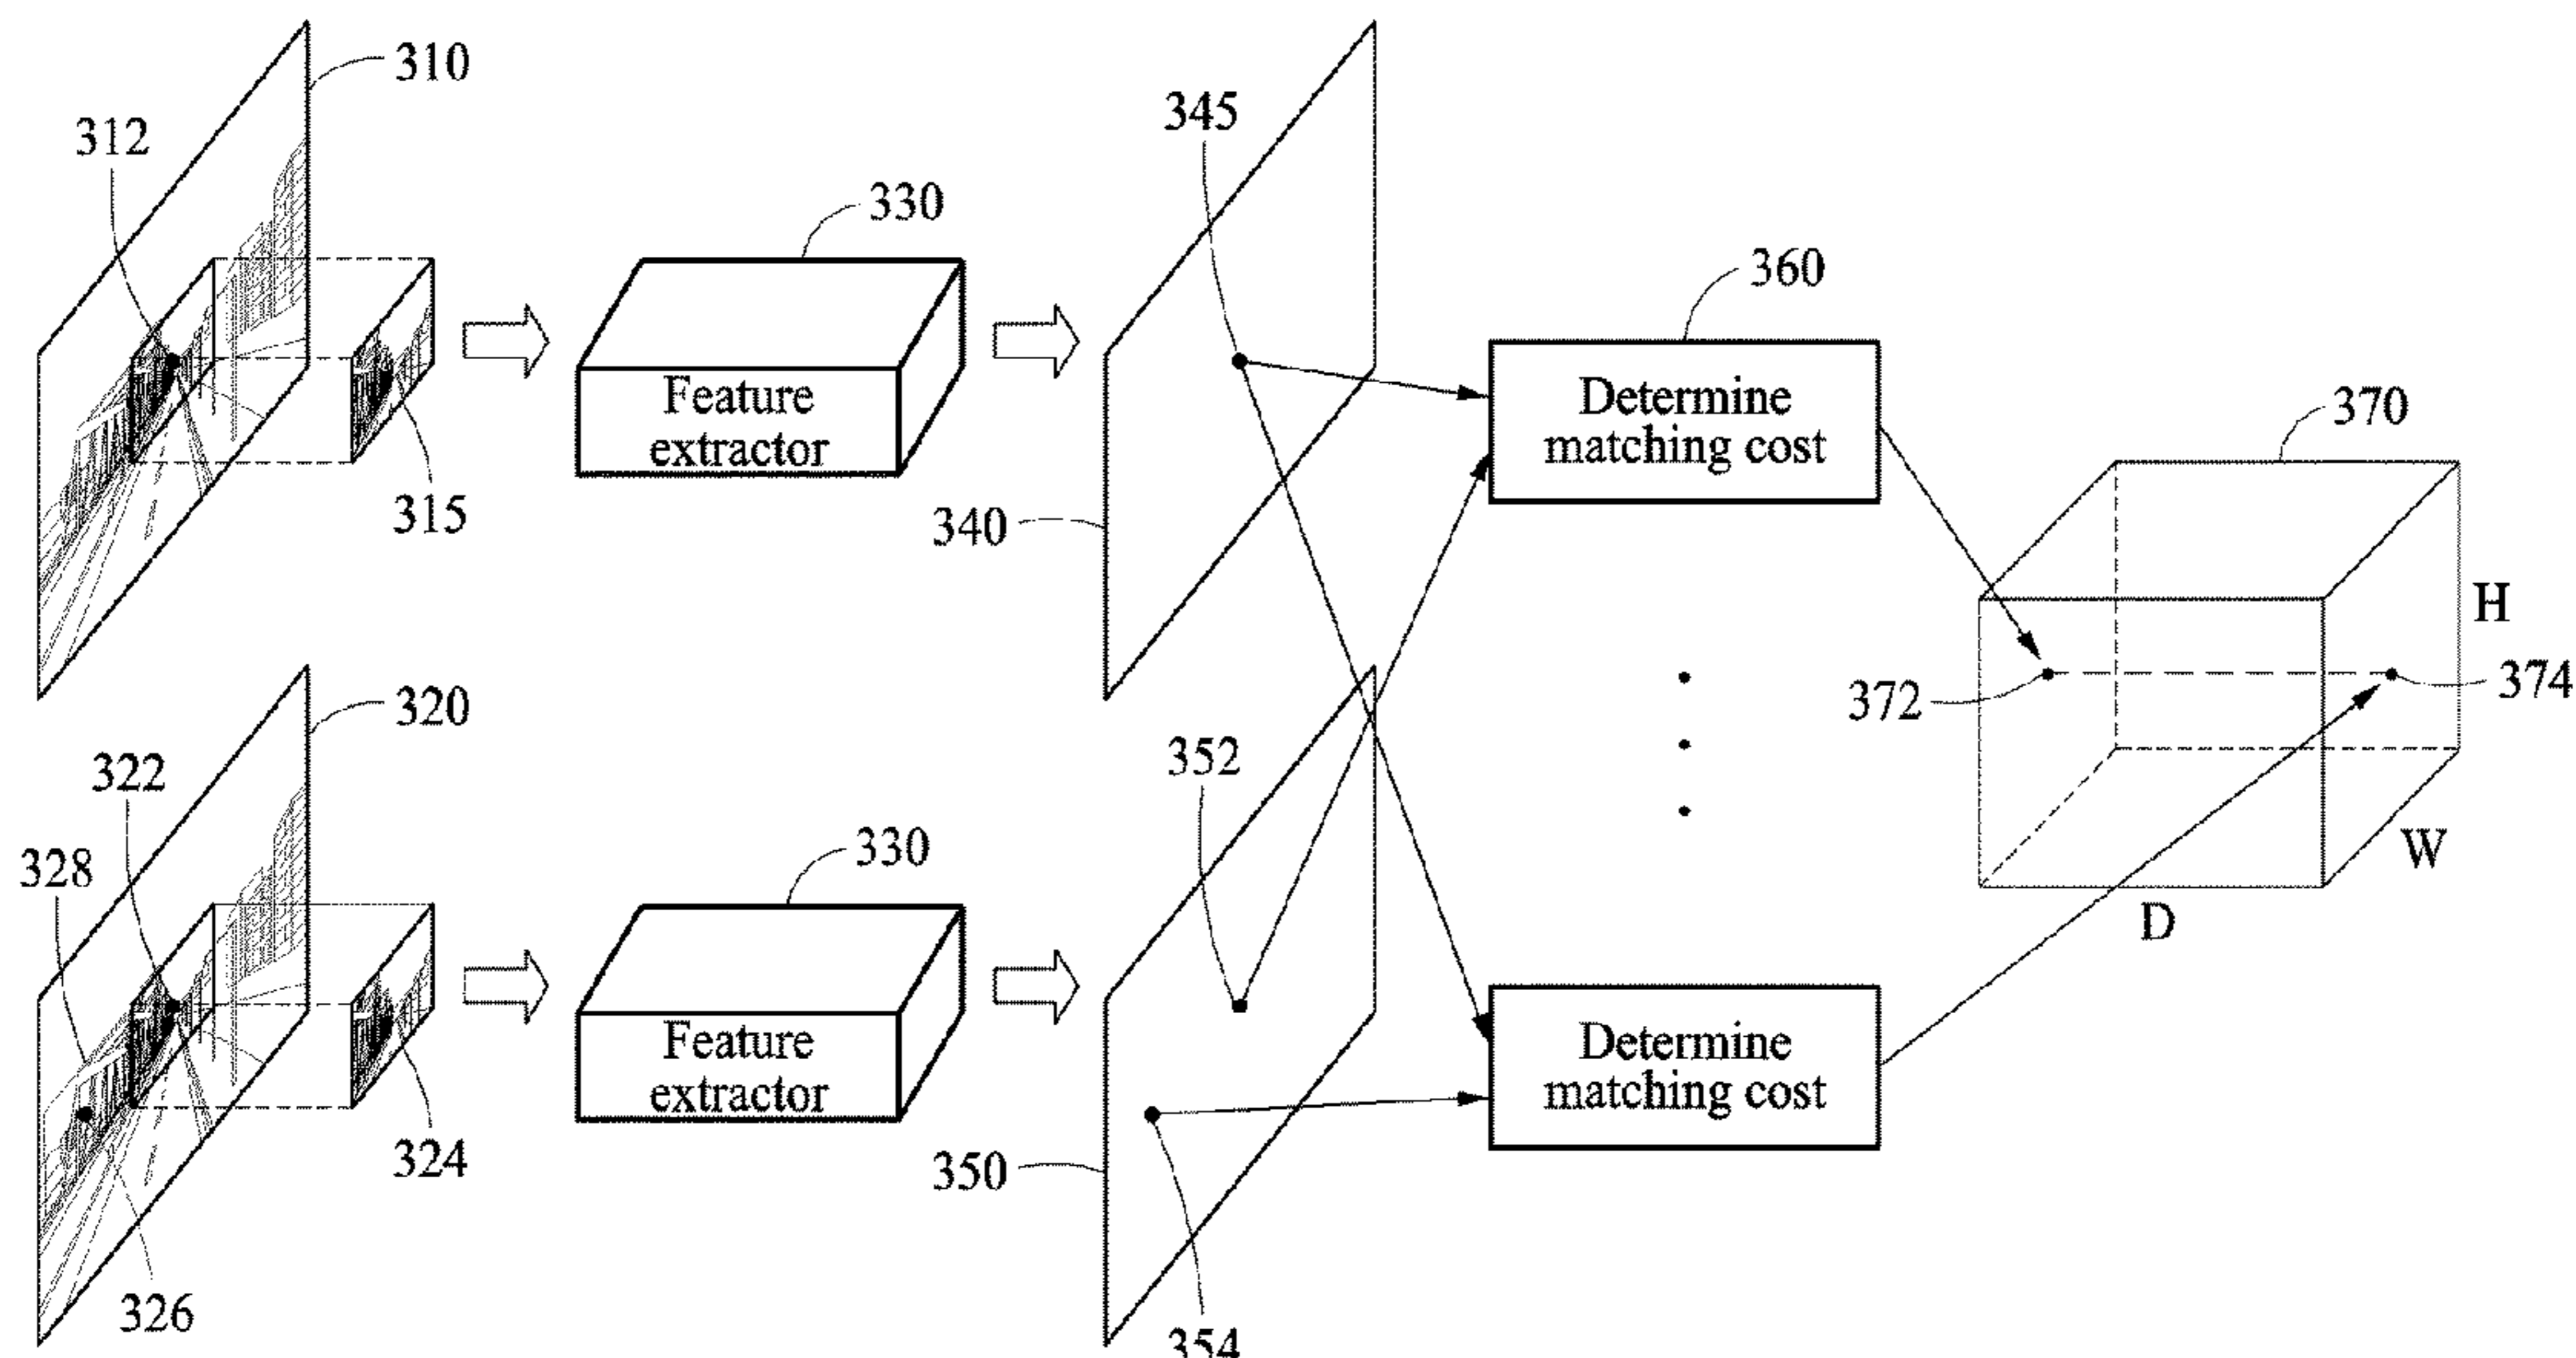 310
312
345
330
360
Feature
extractor
Determine
matching cost
370
315
340
H
372
374
320
322
352
W
328
330
D
Feature
extractor
Determine
matching cost
324
350
326
354